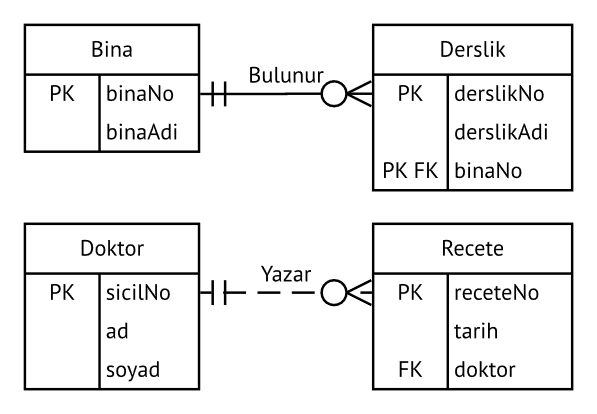 Bina
PK binaNo
binaAdi
Bulunur
Derslik
PK derslikNo
derslikAdi
PK FK binaNo
Doktor
PK sicilNo
ad
soyad
Yazar
Recete
PK receteNo
tarih
FK doktor